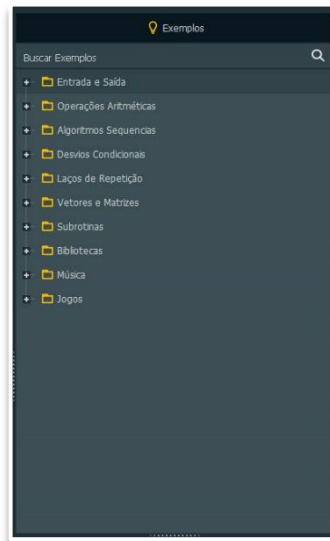 Exemplos
Buscar Exemplos
Entrada e Saída
Operações Aritméticas
Algoritmos Sequencias
Desvios Condicionais
Laços de Repetição
Vetores e Matrizes
Subrotinas
Bibliotecas
Música
Jogos